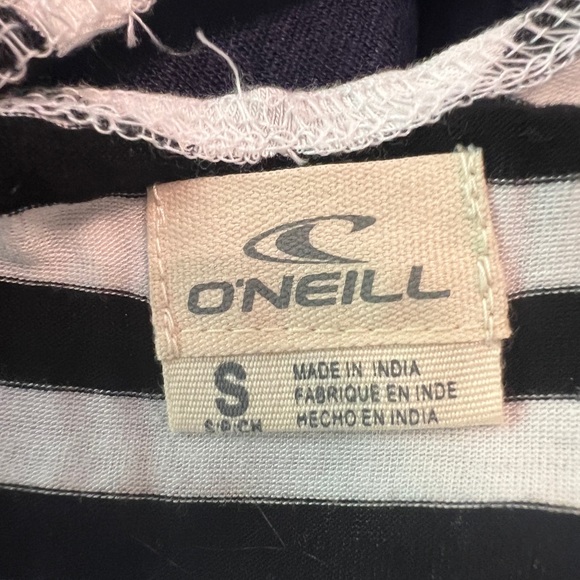 O'NEILL
S
S/P/CH
MADE IN INDIA
FABRIQUE EN INDE
HECHO EN INDIA